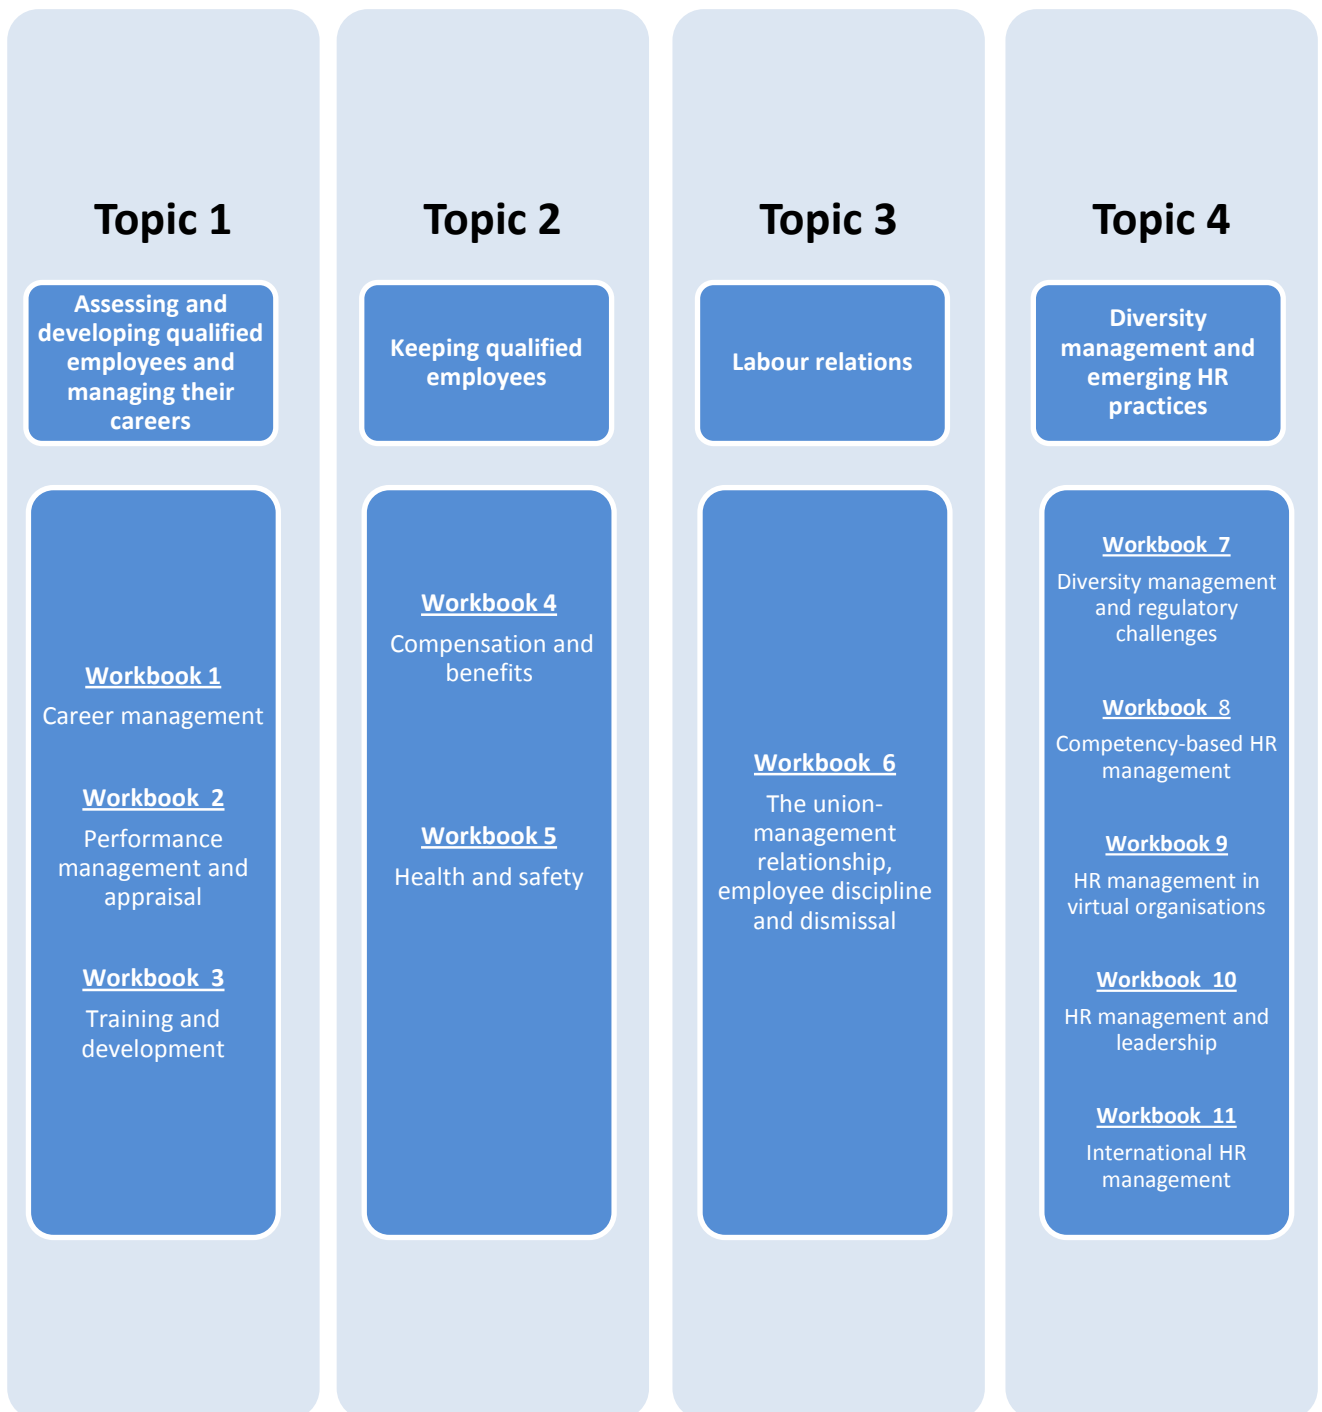 Topic 1
Assessing and
developing qualified
employees and
managing their
careers
Workbook 1
Career management
Workbook 2
Performance
management and
appraisal
Workbook 3
Training and
development
Topic 2
Keeping qualified
employees
Workbook 4
Compensation and
benefits
Workbook 5
Health and safety
Topic 3
Labour relations
Workbook 6
The union-
management
relationship,
employee discipline
and dismissal
Topic 4
Diversity
management and
emerging HR
practices
Workbook 7
Diversity management
and regulatory
challenges
Workbook 8
Competency-based HR
management
Workbook 9
HR management in
virtual organisations
Workbook 10
HR management and
leadership
Workbook 11
International HR
management